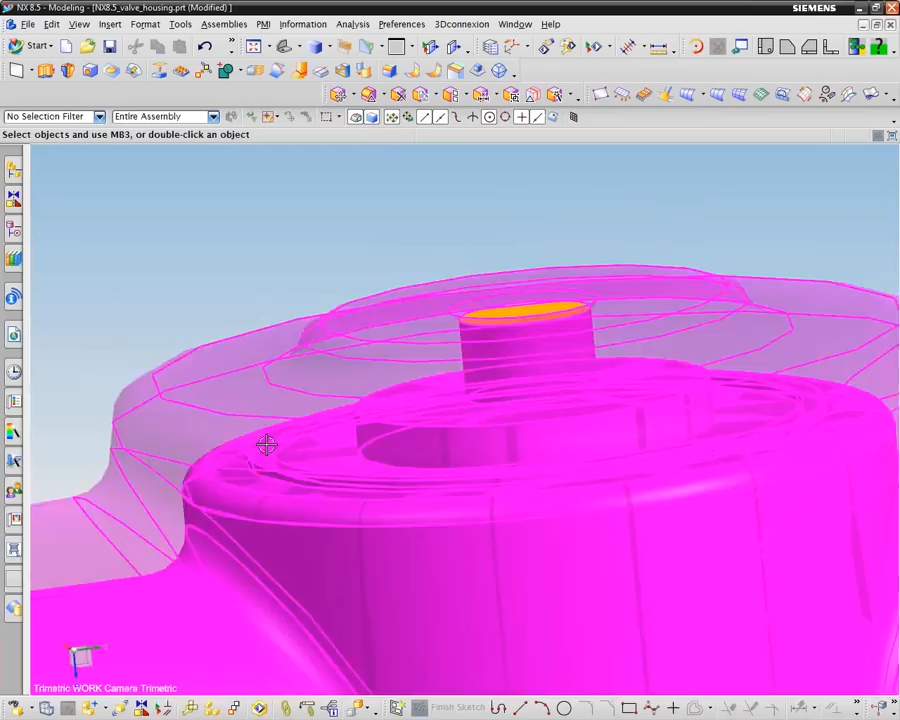 NX 8.5 - Modeling - [NX8.5_valve_housing.prt (Modified) ]
SIEMENS
File Edit View Insert Format Tools Assemblies PMI Information Analysis Preferences 3Dconnexion Window Help
Start
No Selection Filter
Entire Assembly
Select objects and use MB3, or double-click an object
Trimetric WORK Camera Trimetric
Finish Sketch